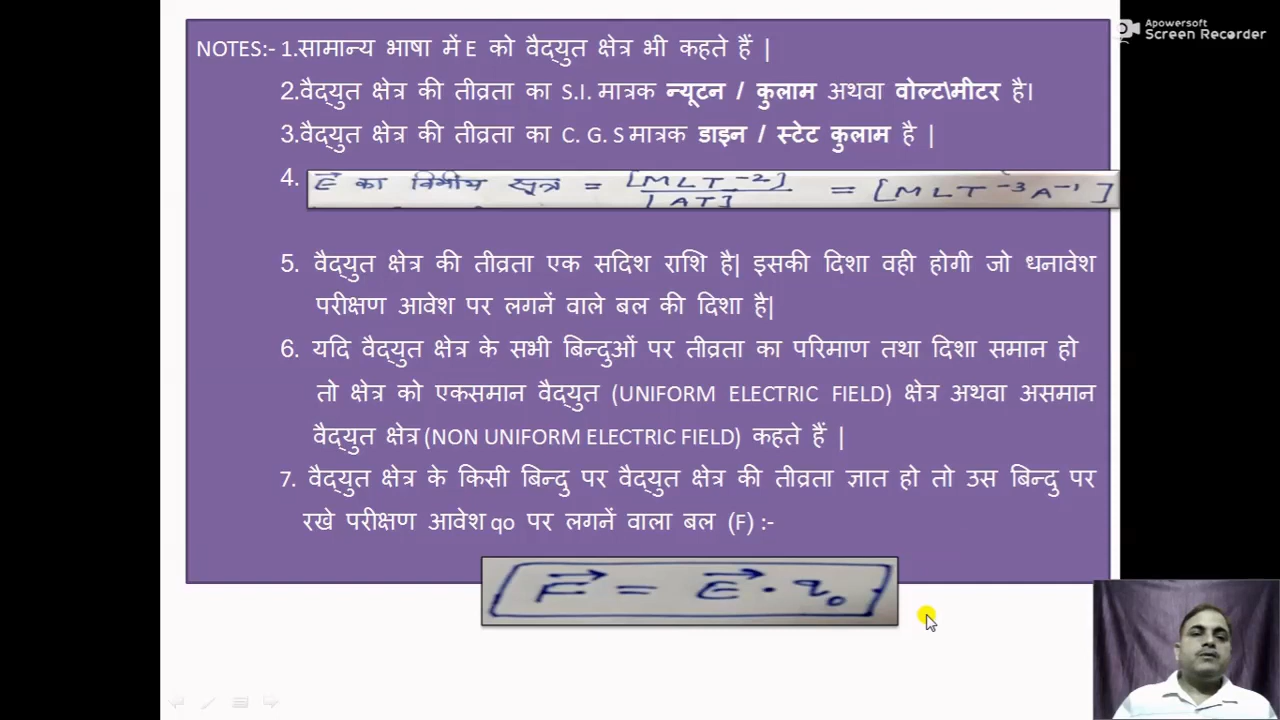 Apowersoft
Screen Recorder
NOTES:- 1.सामान्य भाषा में E को वैद्युत क्षेत्र भी कहते हैं |
2.वैद्युत क्षेत्र की तीव्रता का S.I. मात्रक न्यूटन / कुलाम अथवा वोल्ट\मीटर है।
3.वैद्युत क्षेत्र की तीव्रता का C. G. S मात्रक डाइन / स्टेट कुलाम है |
4. E⃗ का विमीय सूत्र = [MLT⁻²] / [AT] = [MLT⁻³A⁻¹]
5. वैद्युत क्षेत्र की तीव्रता एक सदिश राशि है| इसकी दिशा वही होगी जो धनावेश
परीक्षण आवेश पर लगनें वाले बल की दिशा है|
6. यदि वैद्युत क्षेत्र के सभी बिन्दुओं पर तीव्रता का परिमाण तथा दिशा समान हो
तो क्षेत्र को एकसमान वैद्युत (UNIFORM ELECTRIC FIELD) क्षेत्र अथवा असमान
वैद्युत क्षेत्र (NON UNIFORM ELECTRIC FIELD) कहते हैं |
7. वैद्युत क्षेत्र के किसी बिन्दु पर वैद्युत क्षेत्र की तीव्रता ज्ञात हो तो उस बिन्दु पर
रखे परीक्षण आवेश qo पर लगनें वाला बल (F) :-
F⃗ = E⃗ . q₀